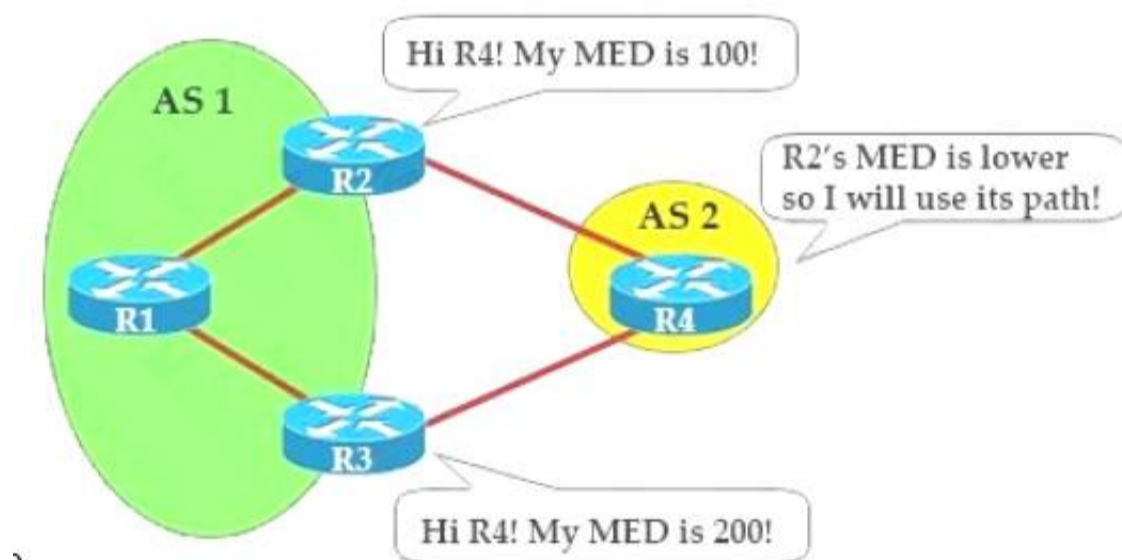 Hi R4! My MED is 100!
AS 1
R2
R2's MED is lower
so I will use its path!
AS 2
R1
R4
R3
Hi R4! My MED is 200!